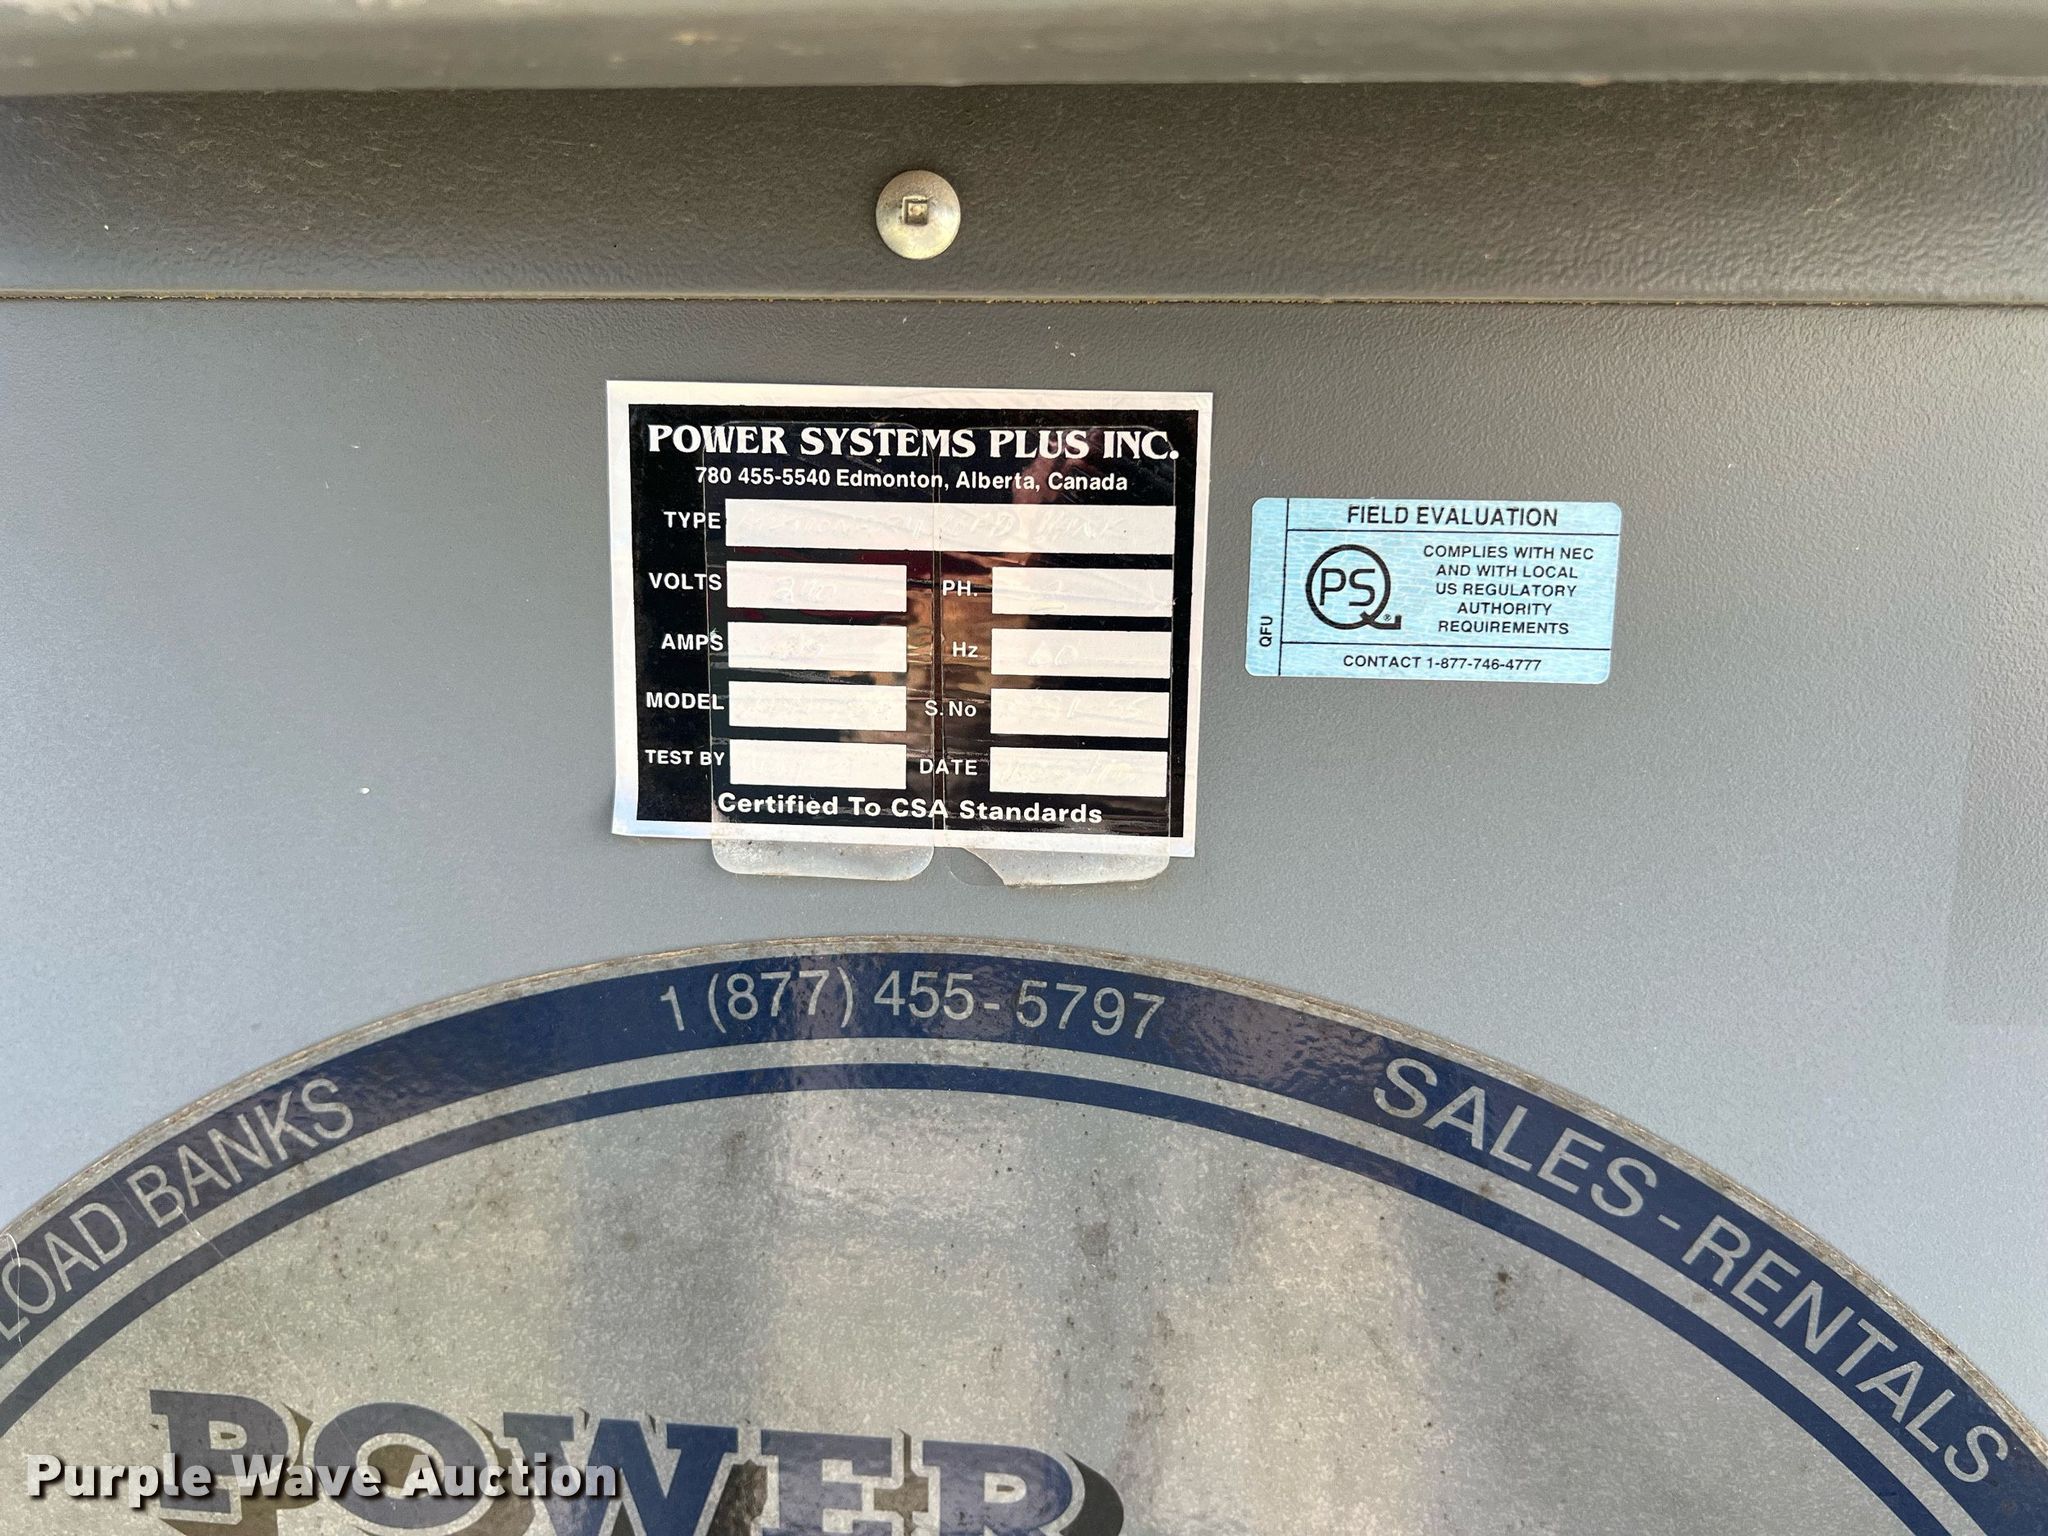 POWER SYSTEMS PLUS INC.
780 455-5540 Edmonton, Alberta, Canada
TYPE
VOLTS
PH.
AMPS
Hz 60
MODEL
S. No
TEST BY
DATE
Certified To CSA Standards
FIELD EVALUATION
QPS®
COMPLIES WITH NEC
AND WITH LOCAL
US REGULATORY
AUTHORITY
REQUIREMENTS
QFU
CONTACT 1-877-746-4777
LOAD BANKS
1 (877) 455-5797
SALES - RENTALS
POWER
Purple Wave Auction